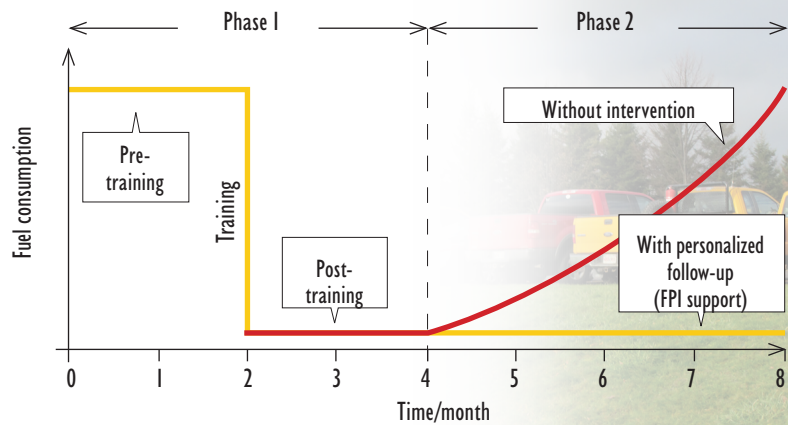 Phase 1
Phase 2
Fuel consumption
Pre-
training
Training
Post-
training
Without intervention
With personalized
follow-up
(FPI support)
0 1 2 3 4 5 6 7 8
Time/month